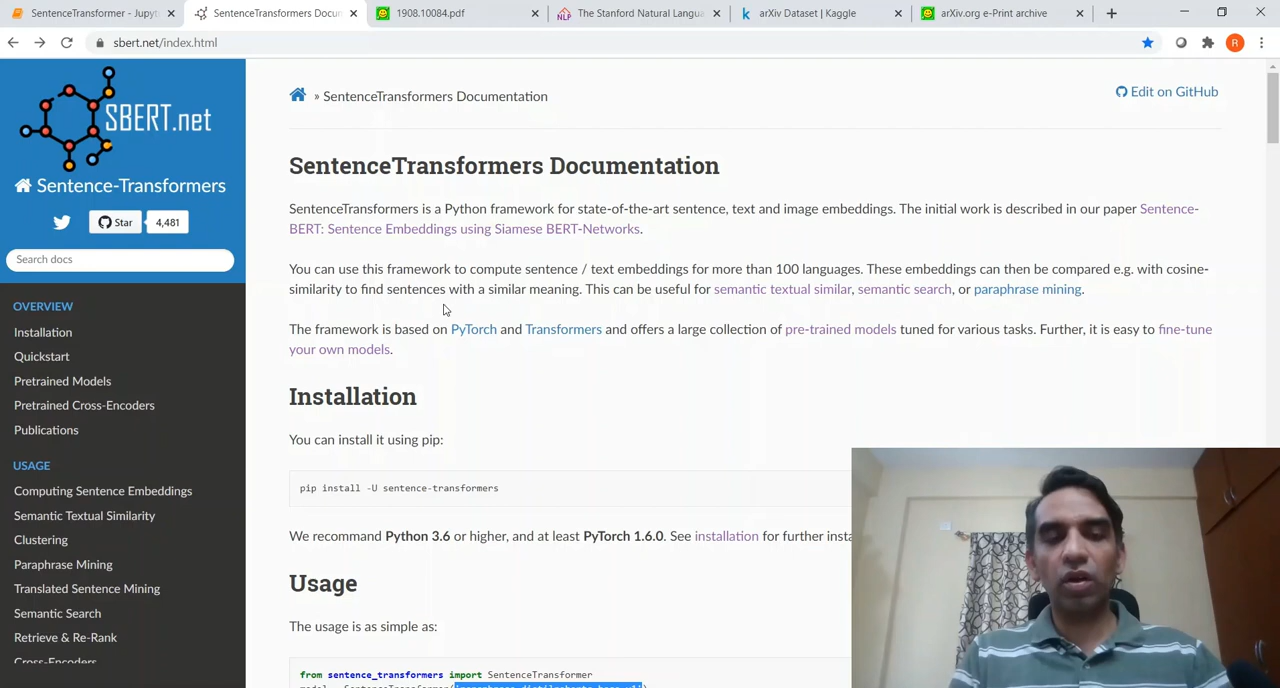 SentenceTransformer - Jupyt
SentenceTransformers Docum
1908.10084.pdf
The Stanford Natural Langua
arXiv Dataset | Kaggle
arXiv.org e-Print archive
sbert.net/index.html
R
SBERT.net
Sentence-Transformers
Star
4,481
Search docs
OVERVIEW
Installation
Quickstart
Pretrained Models
Pretrained Cross-Encoders
Publications
USAGE
Computing Sentence Embeddings
Semantic Textual Similarity
Clustering
Paraphrase Mining
Translated Sentence Mining
Semantic Search
Retrieve & Re-Rank
Cross-Encoders
» SentenceTransformers Documentation
Edit on GitHub
SentenceTransformers Documentation
SentenceTransformers is a Python framework for state-of-the-art sentence, text and image embeddings. The initial work is described in our paper Sentence-
BERT: Sentence Embeddings using Siamese BERT-Networks.
You can use this framework to compute sentence / text embeddings for more than 100 languages. These embeddings can then be compared e.g. with cosine-
similarity to find sentences with a similar meaning. This can be useful for semantic textual similar, semantic search, or paraphrase mining.
The framework is based on PyTorch and Transformers and offers a large collection of pre-trained models tuned for various tasks. Further, it is easy to fine-tune
your own models.
Installation
You can install it using pip:
pip install -U sentence-transformers
We recommend Python 3.6 or higher, and at least PyTorch 1.6.0. See installation for further insta
Usage
The usage is as simple as:
from sentence_transformers import SentenceTransformer